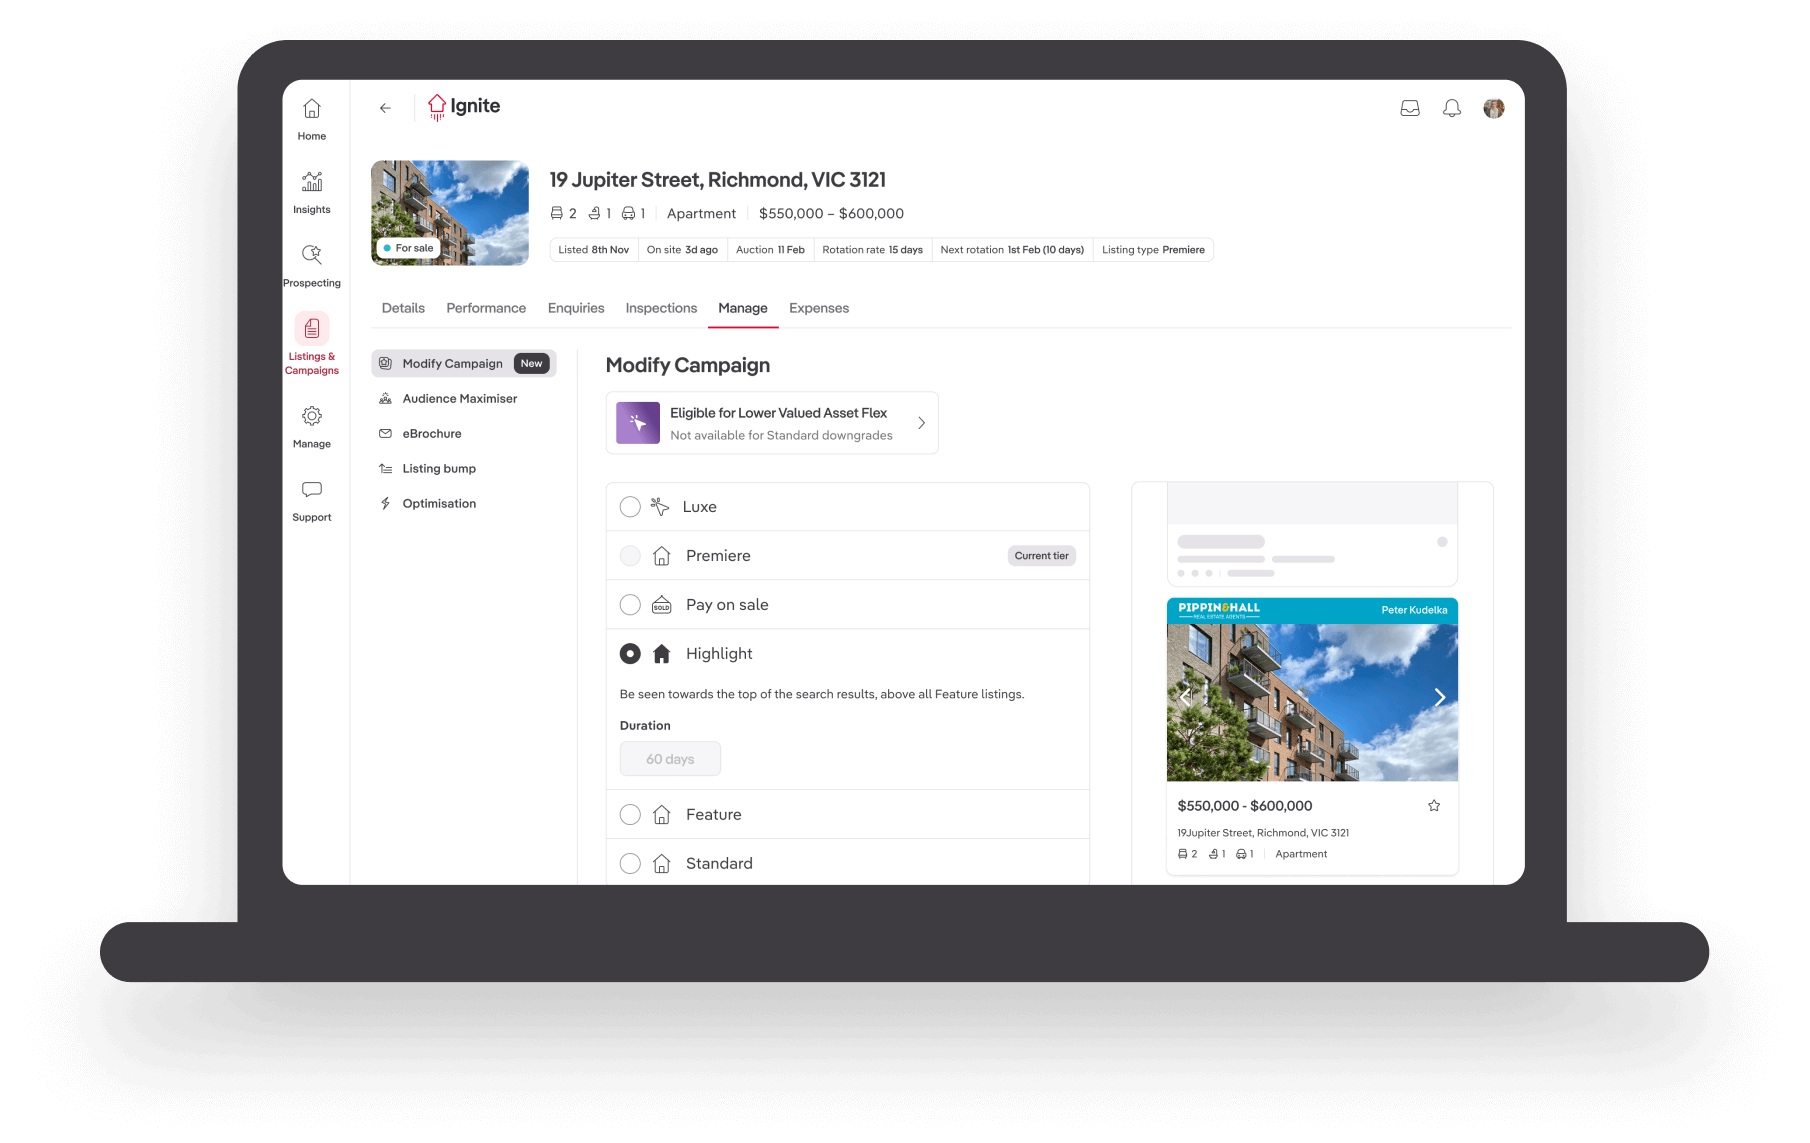 Home
Insights
Prospecting
Listings &
Campaigns
Manage
Support
Ignite
For sale
19 Jupiter Street, Richmond, VIC 3121
2 1 1 Apartment $550,000 – $600,000
Listed 8th Nov On site 3d ago Auction 11 Feb Rotation rate 15 days Next rotation 1st Feb (10 days) Listing type Premiere
Details Performance Enquiries Inspections Manage Expenses
Modify Campaign New
Audience Maximiser
eBrochure
Listing bump
Optimisation
Modify Campaign
Eligible for Lower Valued Asset Flex
Not available for Standard downgrades
Luxe
Premiere Current tier
SOLD Pay on sale
Highlight
Be seen towards the top of the search results, above all Feature listings.
Duration
60 days
Feature
Standard
PIPPIN&HALL Peter Kudelka
REAL ESTATE AGENTS
$550,000 - $600,000
19Jupiter Street, Richmond, VIC 3121
2 1 1 Apartment